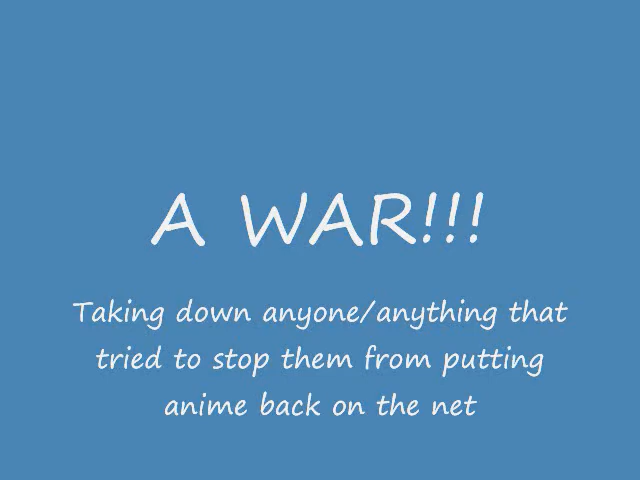 A WAR!!!
Taking down anyone/anything that
tried to stop them from putting
anime back on the net